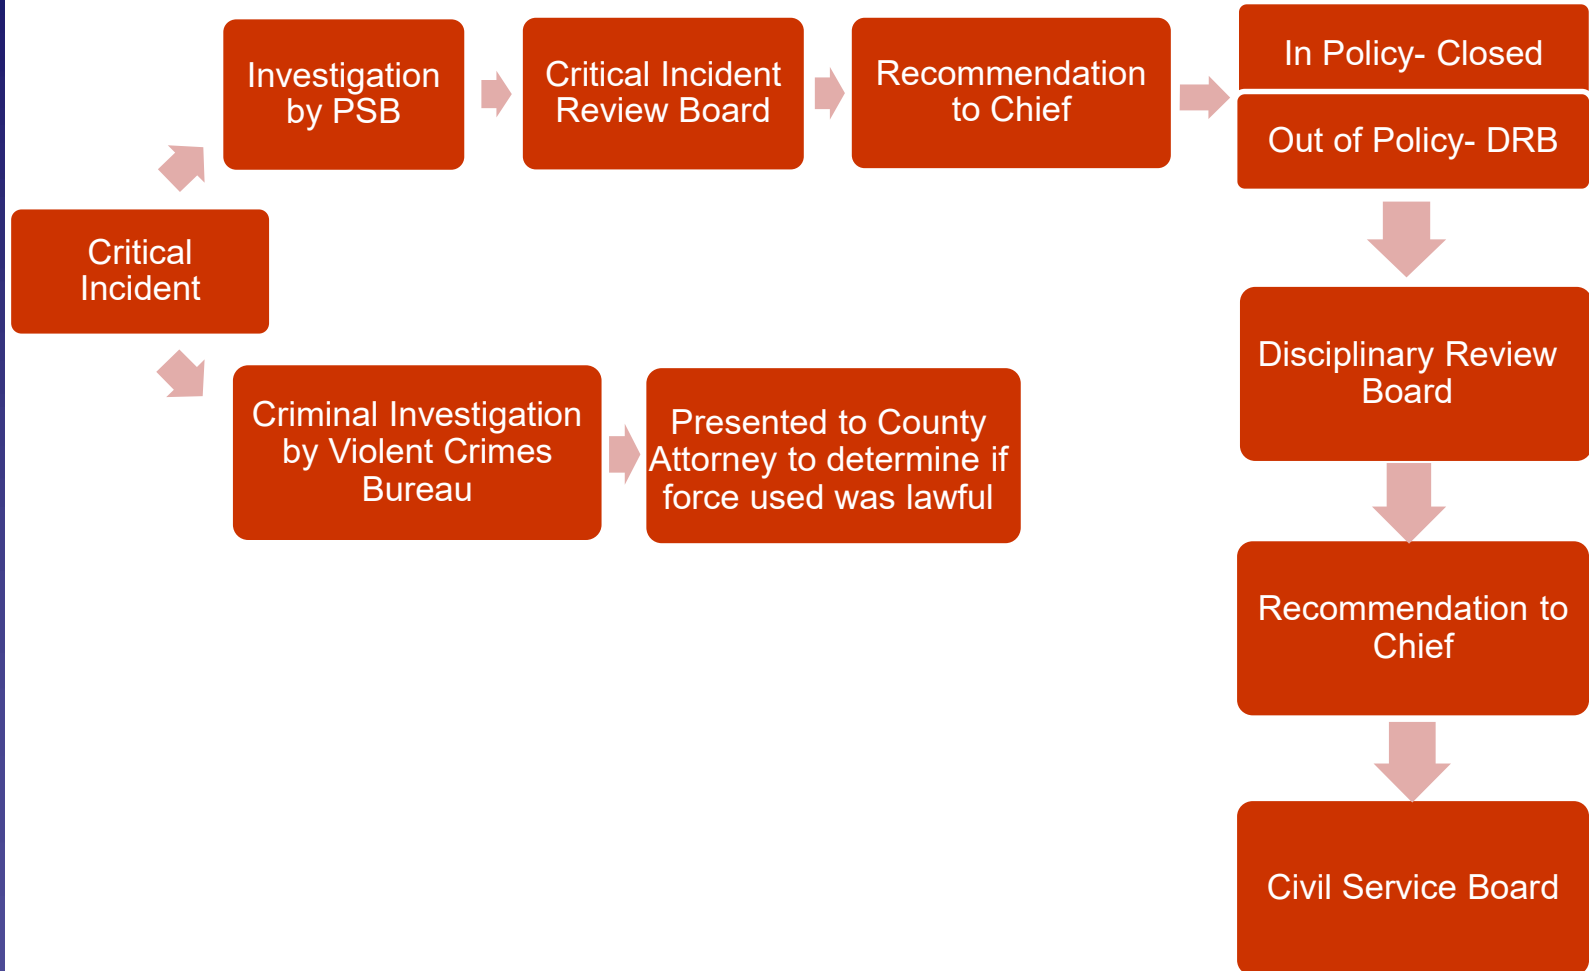 Investigation
by PSB
Critical Incident
Review Board
Recommendation
to Chief
In Policy- Closed
Out of Policy- DRB
Critical
Incident
Criminal Investigation
by Violent Crimes
Bureau
Presented to County
Attorney to determine if
force used was lawful
Disciplinary Review
Board
Recommendation to
Chief
Civil Service Board